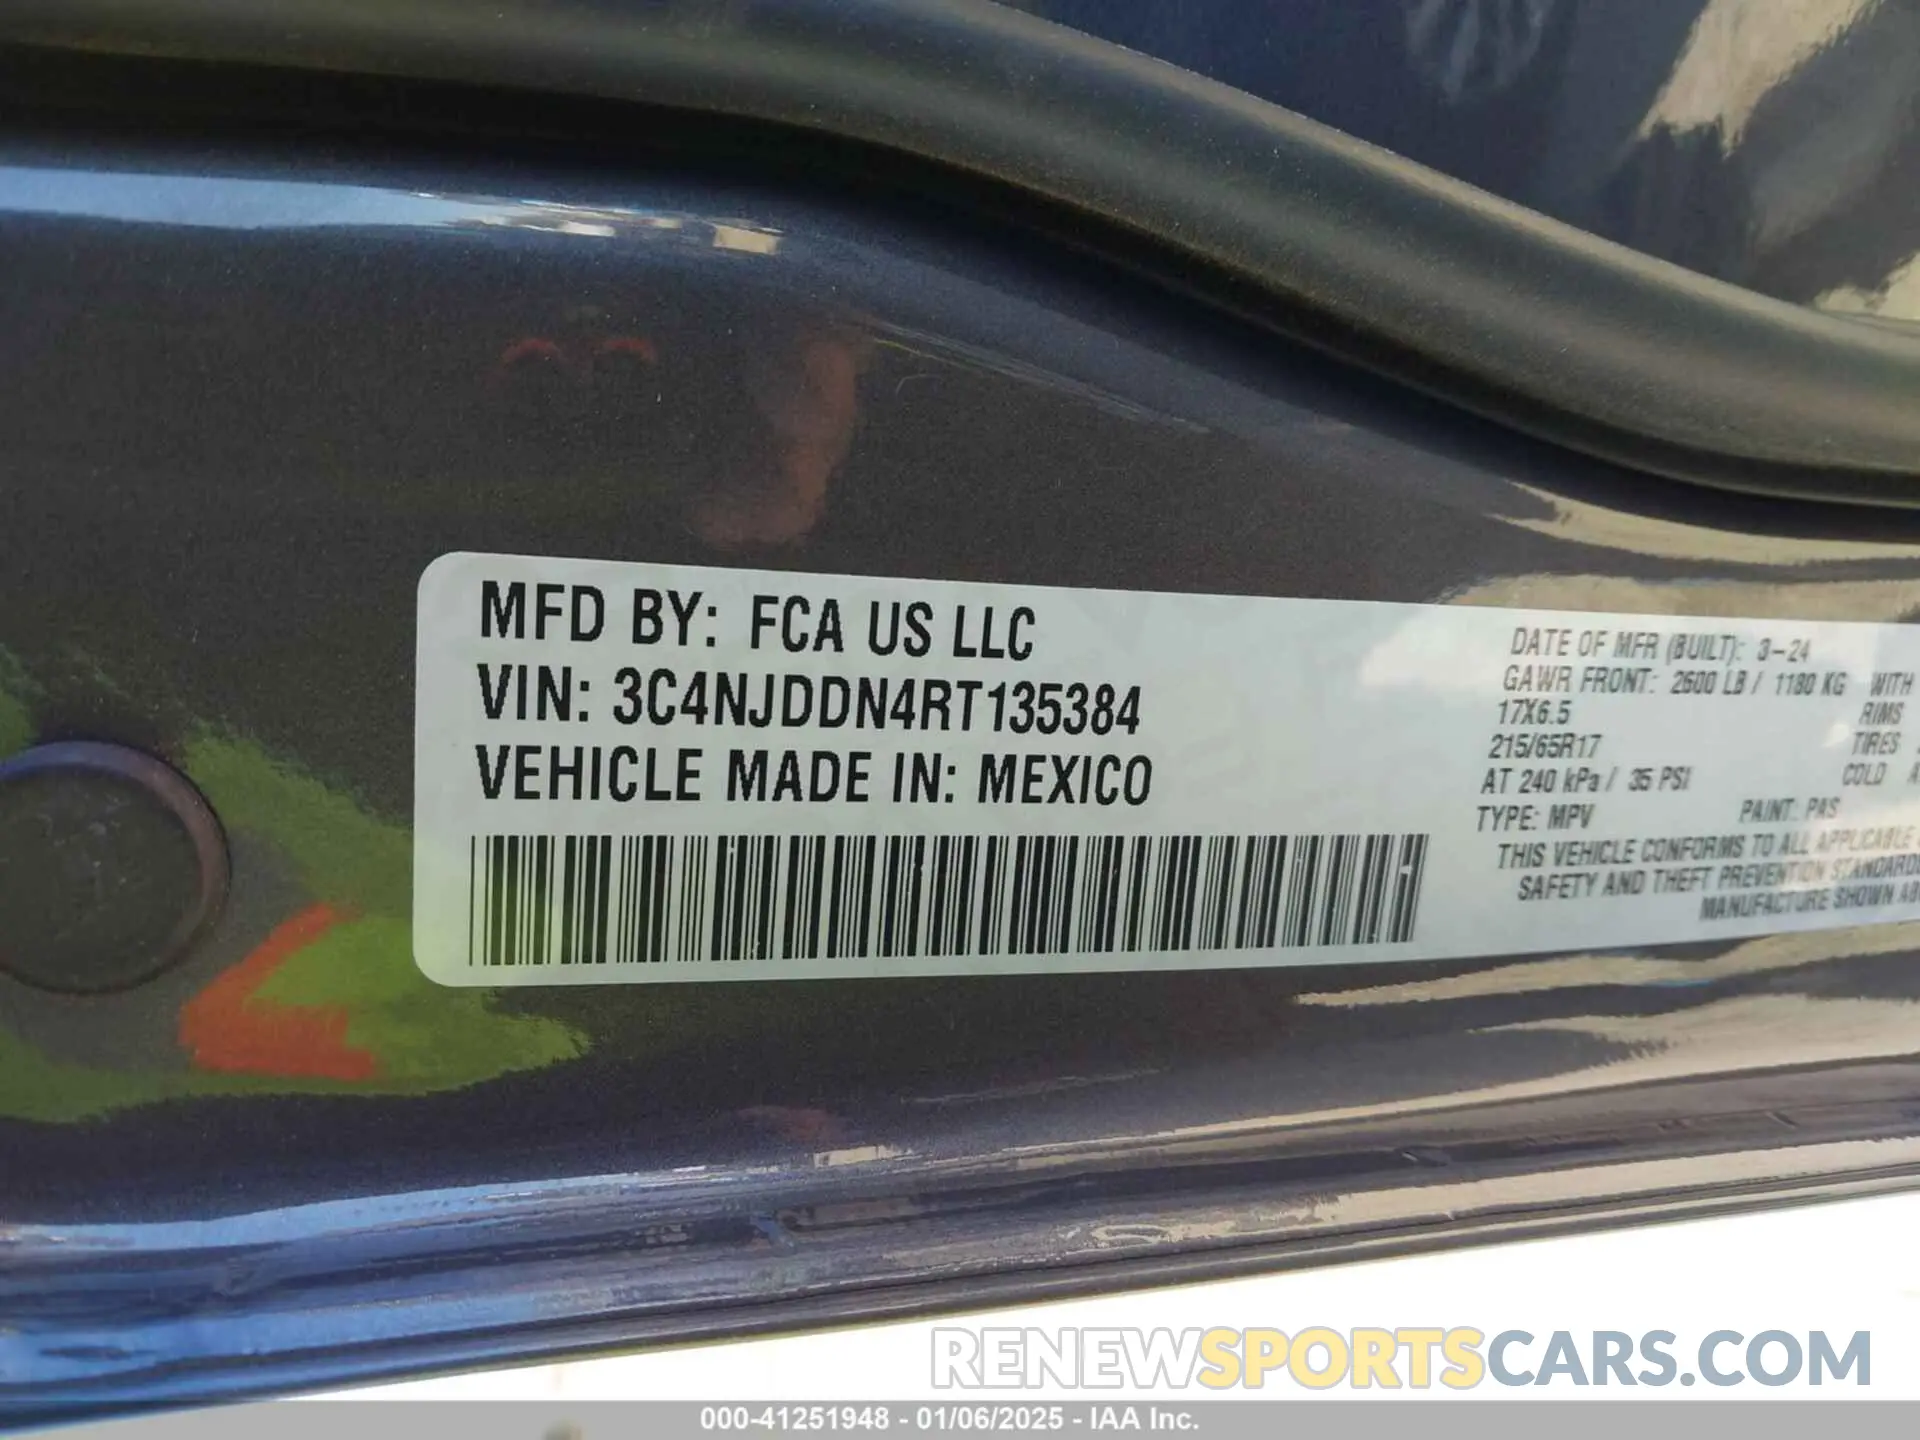 MFD BY: FCA US LLC
VIN: 3C4NJDDN4RT135384
VEHICLE MADE IN: MEXICO
DATE OF MFR (BUILT): 3-24
GAWR FRONT: 2600 LB / 1180 KG WITH
17X6.5 RIMS
215/65R17 TIRES
AT 240 kPa / 35 PSI COLD
TYPE: MPV PAINT: PAS
THIS VEHICLE CONFORMS TO ALL APPLICABLE
SAFETY AND THEFT PREVENTION
MANUFACTURE SHOWN
RENEWSPORTSCARS.COM
000-41251948 - 01/06/2025 - IAA Inc.